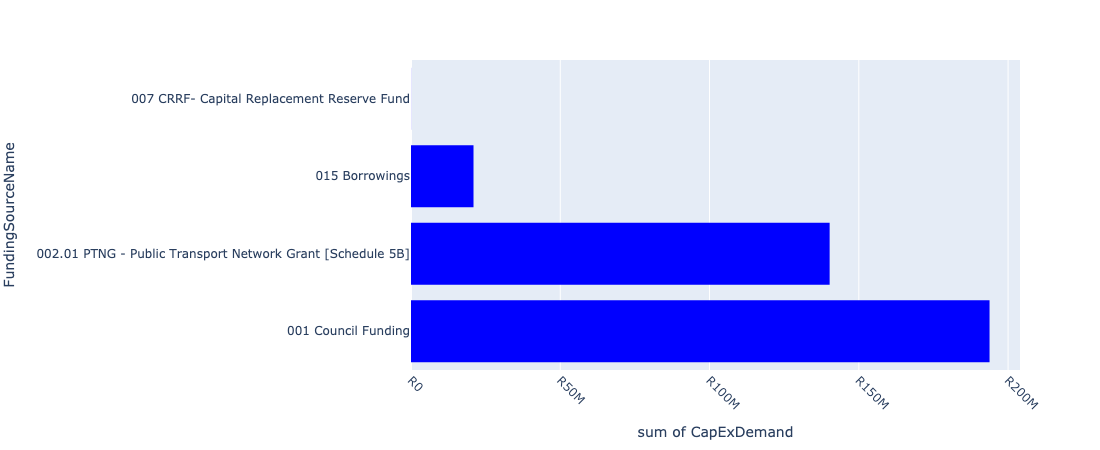 FundingSourceName
007 CRRF- Capital Replacement Reserve Fund
015 Borrowings
002.01 PTNG - Public Transport Network Grant [Schedule 5B]
001 Council Funding
R0
R50M
R100M
R150M
R200M
sum of CapExDemand